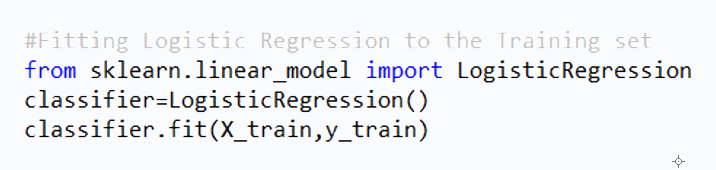 #Fitting Logistic Regression to the Training set
from sklearn.linear_model import LogisticRegression
classifier=LogisticRegression()
classifier.fit(X_train,y_train)